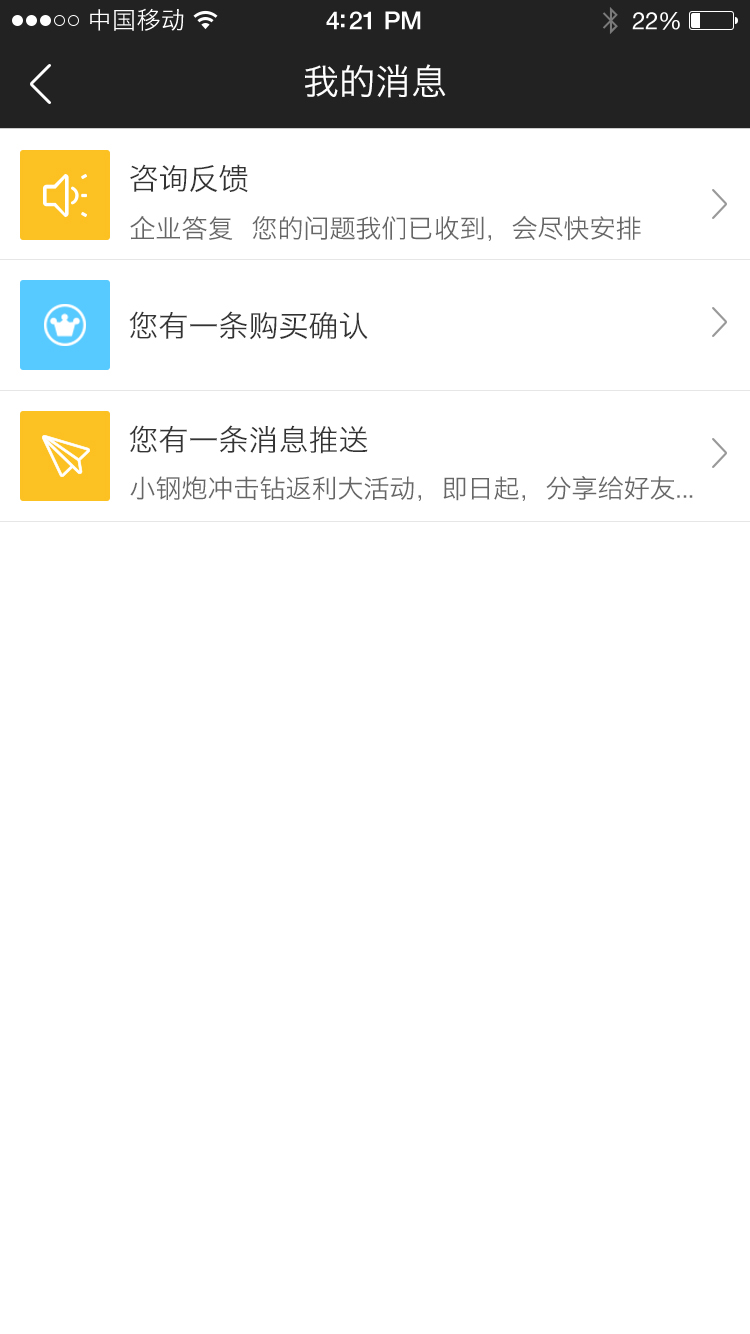 中国移动 4:21 PM 22%
我的消息
咨询反馈
企业答复 您的问题我们已收到，会尽快安排
您有一条购买确认
您有一条消息推送
小钢炮冲击钻返利大活动，即日起，分享给好友...